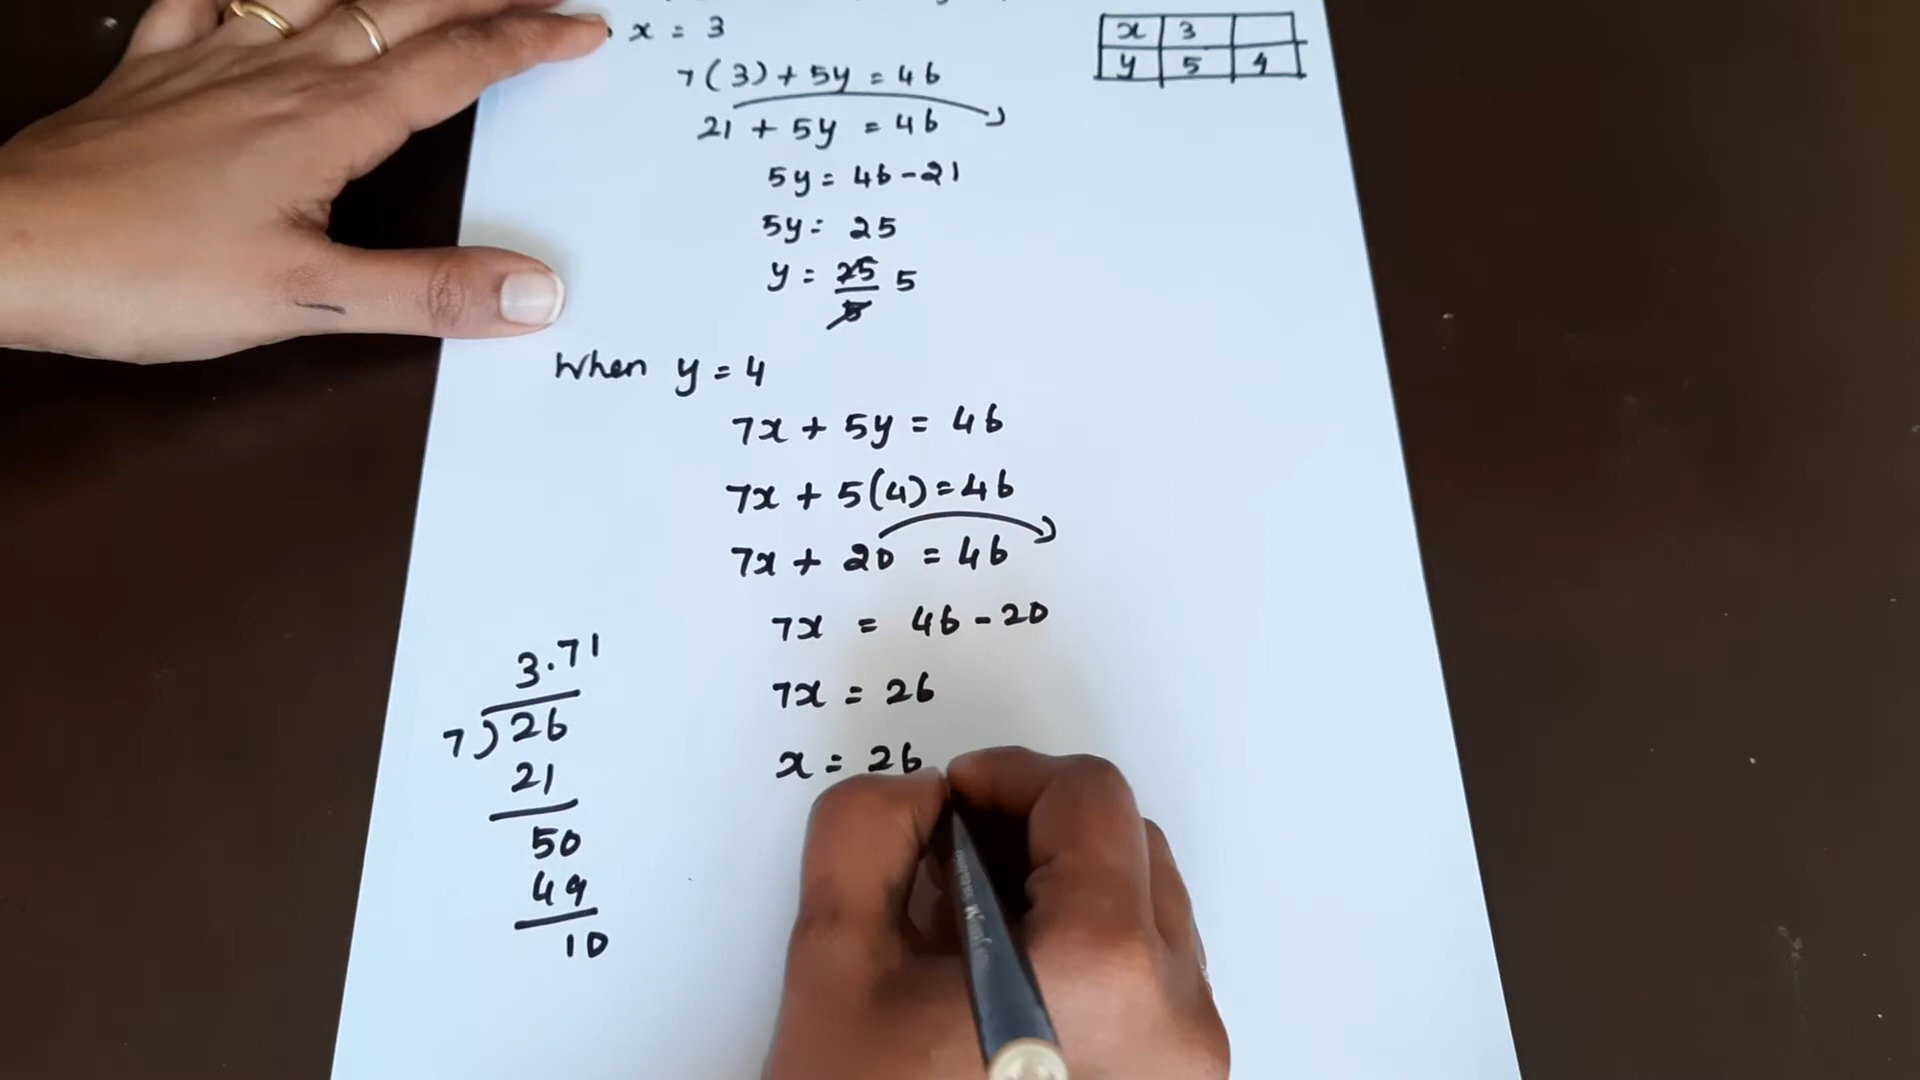 x = 3
7(3) + 5y = 46
21 + 5y = 46
5y = 46 - 21
5y = 25
y = 25/5 5
x 3
y 5 4
When y = 4
7x + 5y = 46
7x + 5(4) = 46
7x + 20 = 46
7x = 46 - 20
7x = 26
x = 26
3.71
7)26
21
50
49
10